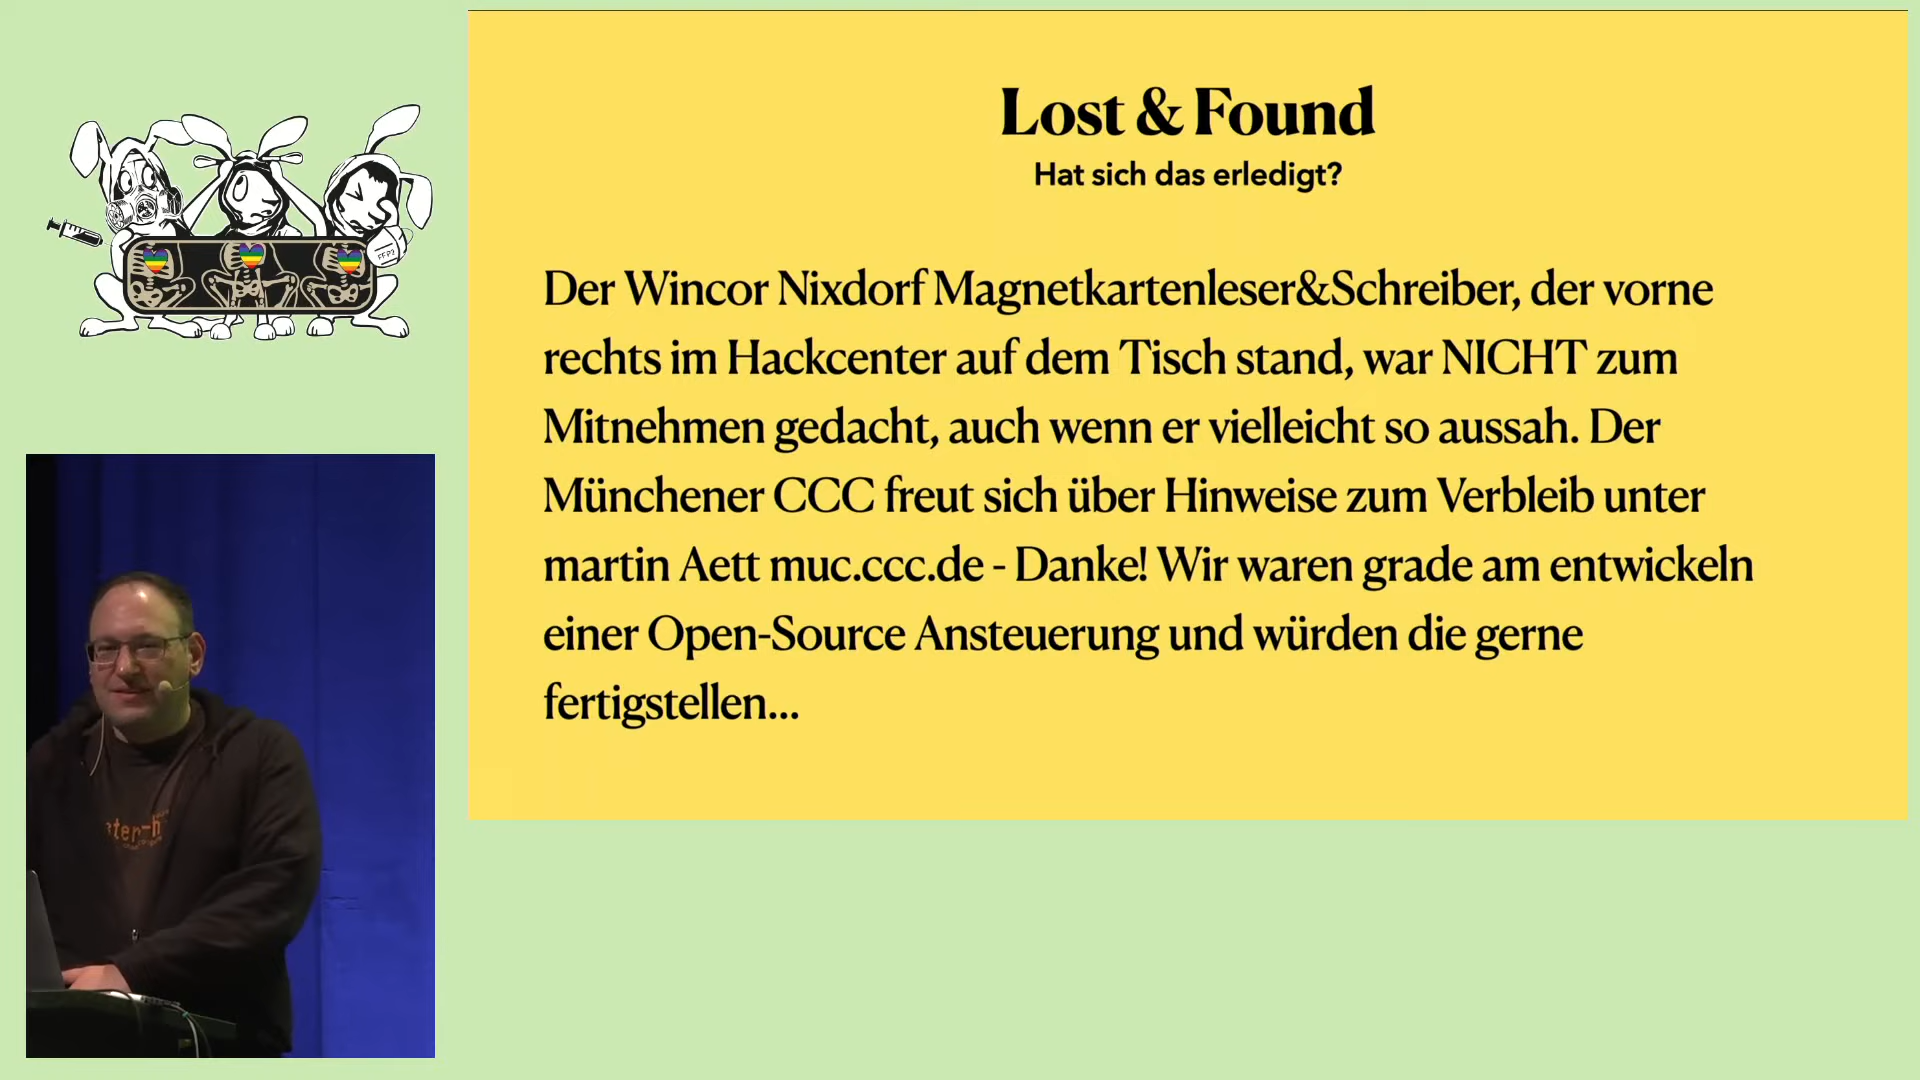 Lost & Found
Hat sich das erledigt?
Der Wincor Nixdorf Magnetkartenleser&Schreiber, der vorne
rechts im Hackcenter auf dem Tisch stand, war NICHT zum
Mitnehmen gedacht, auch wenn er vielleicht so aussah. Der
Münchener CCC freut sich über Hinweise zum Verbleib unter
martin Aett muc.ccc.de - Danke! Wir waren grade am entwickeln
einer Open-Source Ansteuerung und würden die gerne
fertigstellen...
FFP2